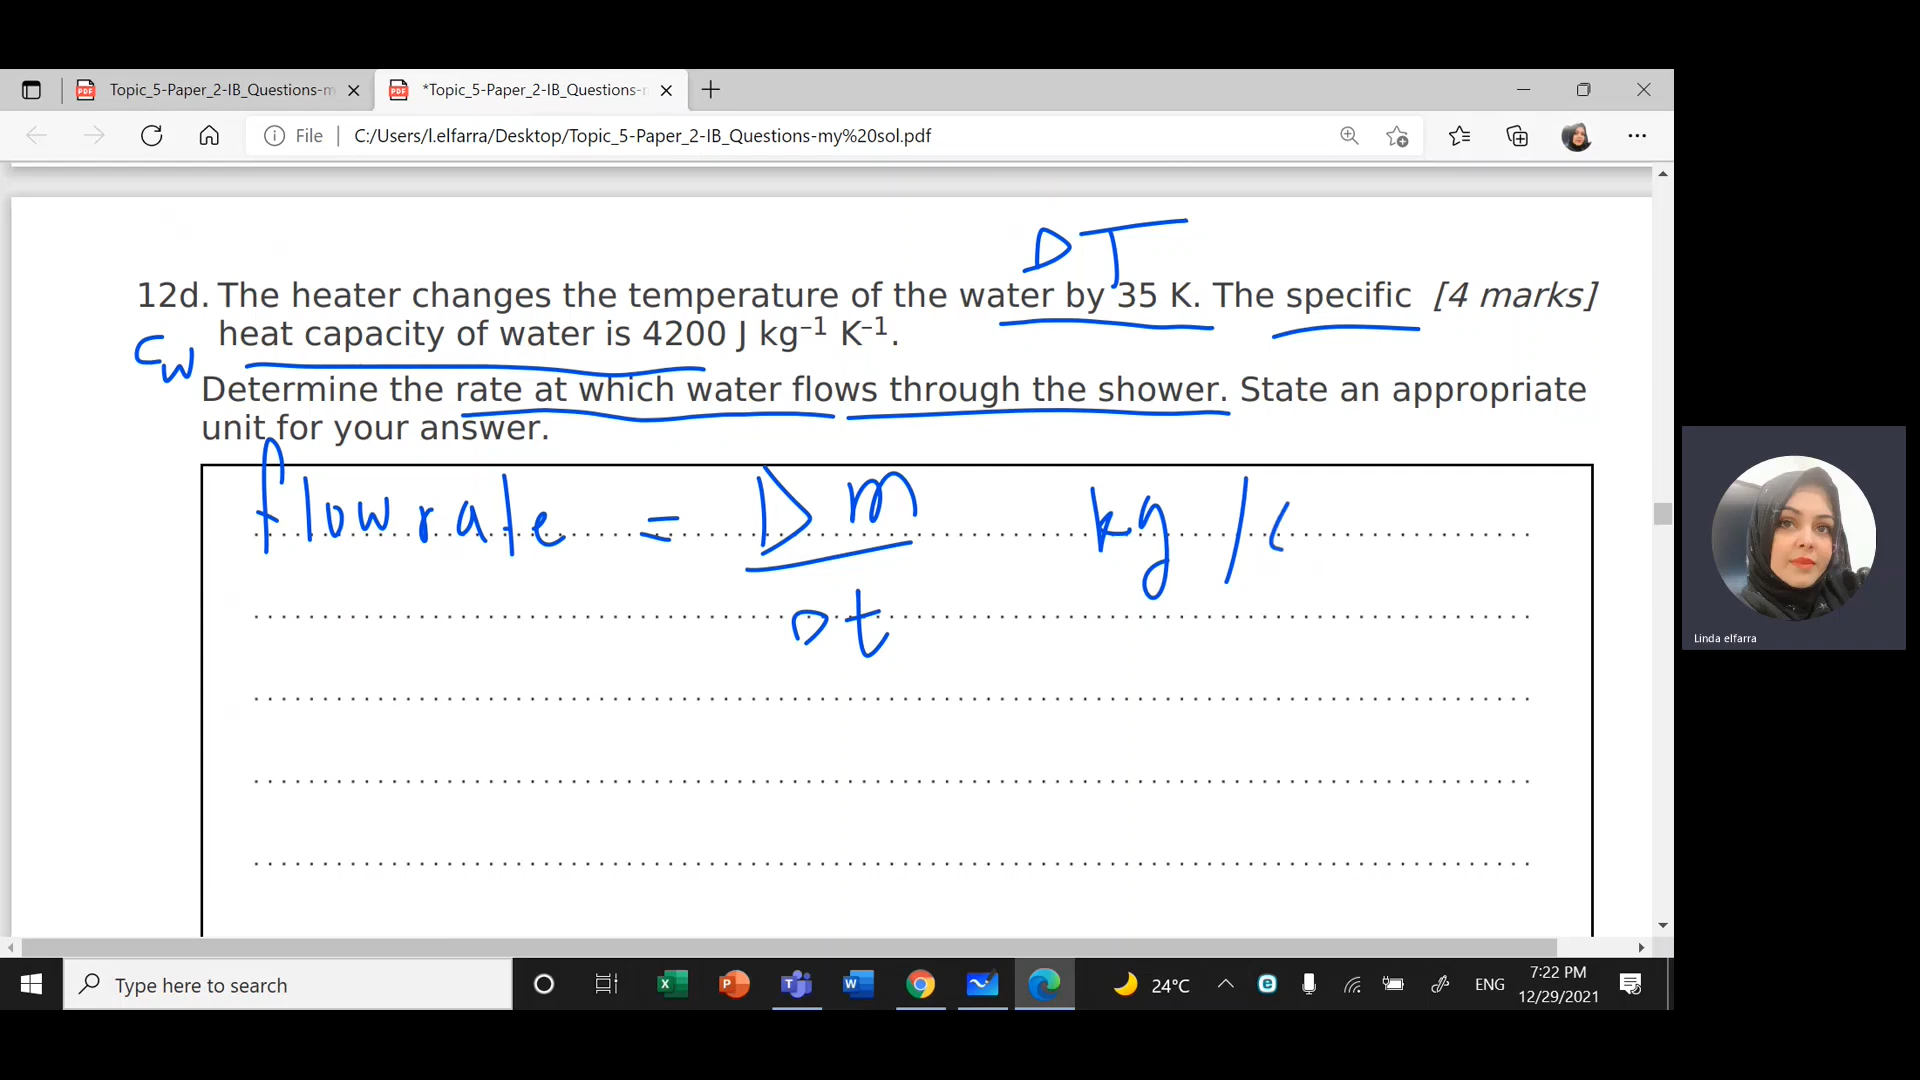 Topic_5-Paper_2-IB_Questions-m
*Topic_5-Paper_2-IB_Questions-
File
C:/Users/l.elfarra/Desktop/Topic_5-Paper_2-IB_Questions-my%20sol.pdf
ΔT
12d. The heater changes the temperature of the water by 35 K. The specific [4 marks]
heat capacity of water is 4200 J kg⁻¹ K⁻¹.
Cw
Determine the rate at which water flows through the shower. State an appropriate
unit for your answer.
flow rate = Δm kg /
Δt
Linda elfarra
Type here to search
24°C
ENG
7:22 PM
12/29/2021